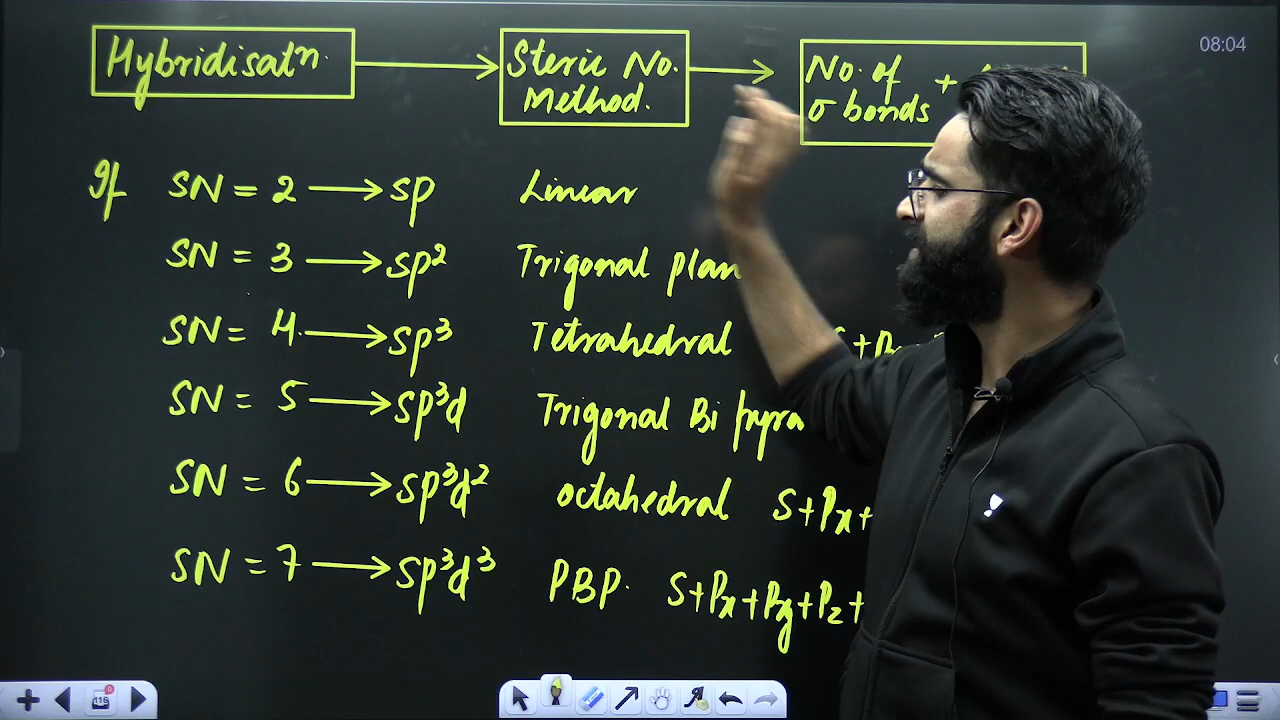 Hybridisatn.
Steric No. Method.
No. of σ bonds +
08:04
If SN = 2 → sp Linear
SN = 3 → sp² Trigonal plan
SN = 4. → sp³ Tetrahedral
SN = 5 → sp³d Trigonal Bi pyra
SN = 6 → sp³d² octahedral S+Px+
SN = 7 → sp³d³ PBP. S+Px+Py+Pz+
116